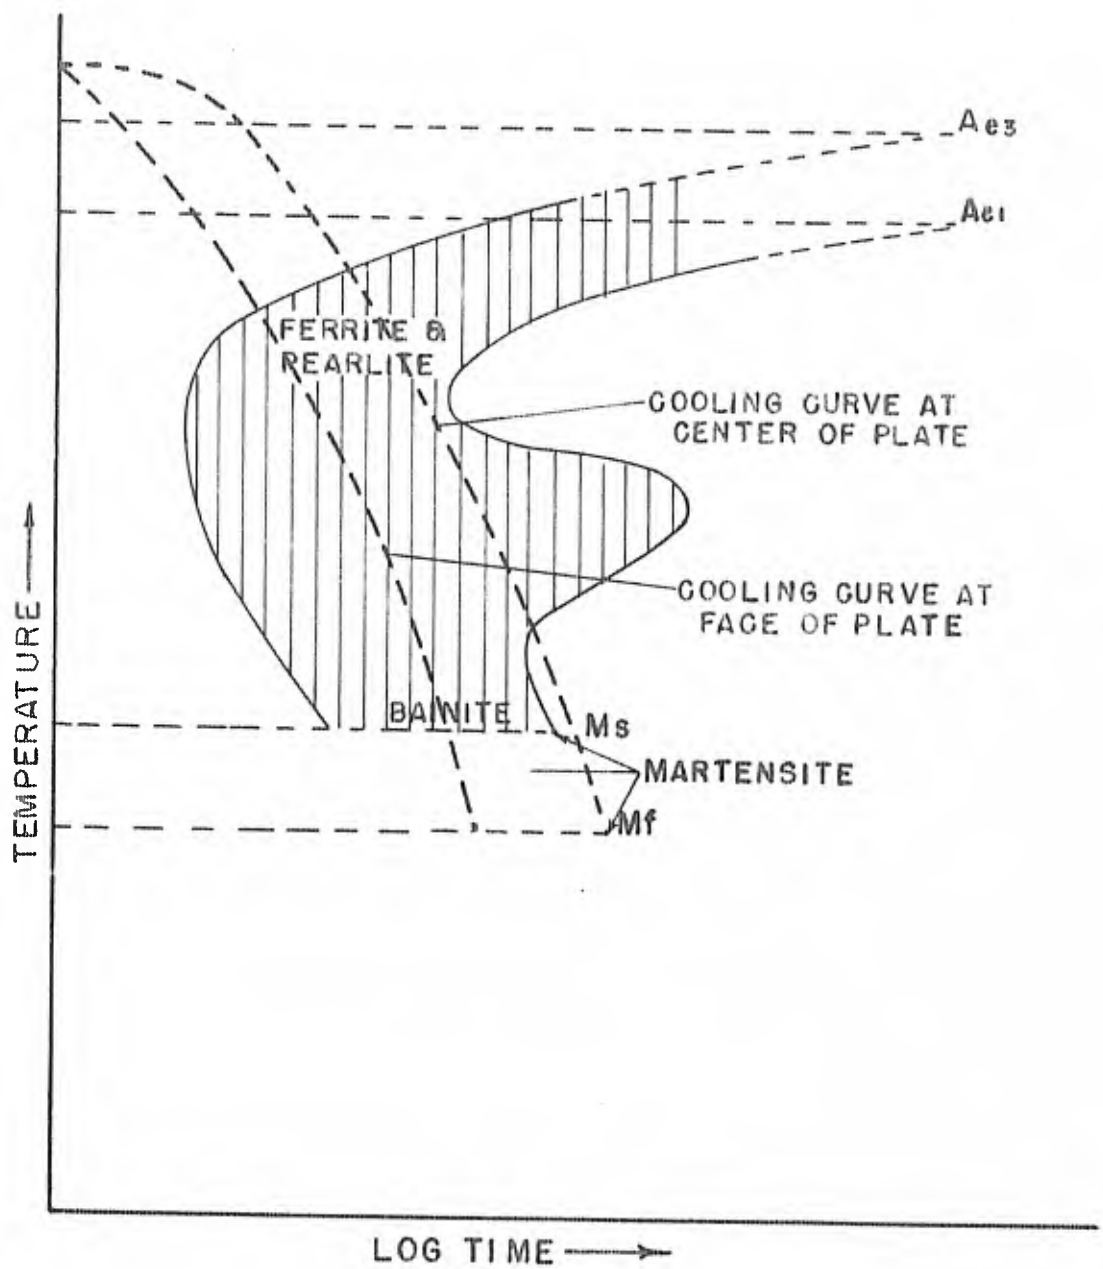 Ae3
Ae1
FERRITE &
PEARLITE
COOLING CURVE AT
CENTER OF PLATE
COOLING CURVE AT
FACE OF PLATE
BAINITE
Ms
MARTENSITE
Mf
TEMPERATURE
LOG TIME